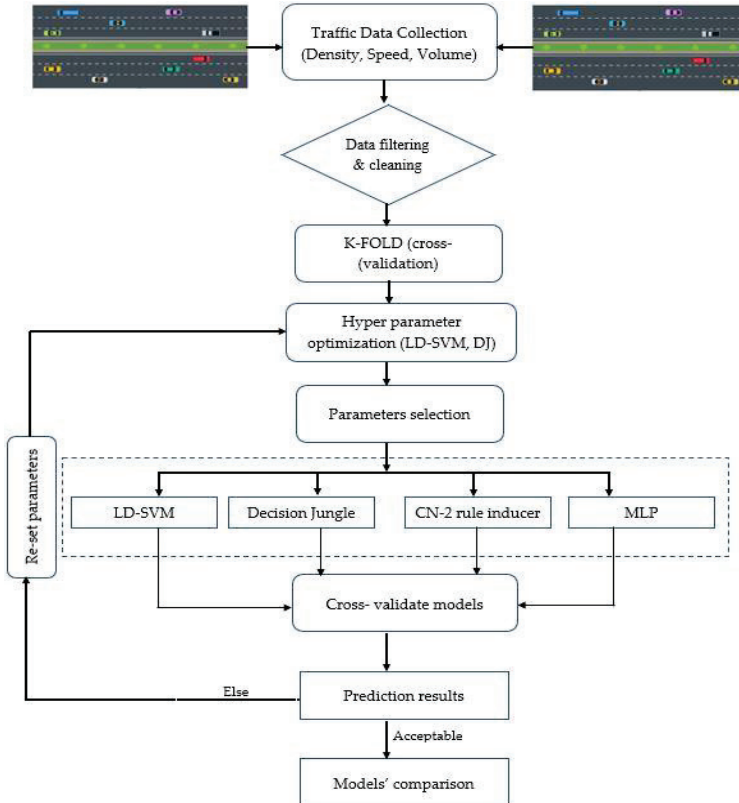 Traffic Data Collection
(Density, Speed, Volume)
Data filtering
& cleaning
K-FOLD (cross-
(validation)
Hyper parameter
optimization (LD-SVM, DJ)
Parameters selection
Re-set parameters
LD-SVM
Decision Jungle
CN-2 rule inducer
MLP
Cross- validate models
Else
Prediction results
Acceptable
Models’ comparison